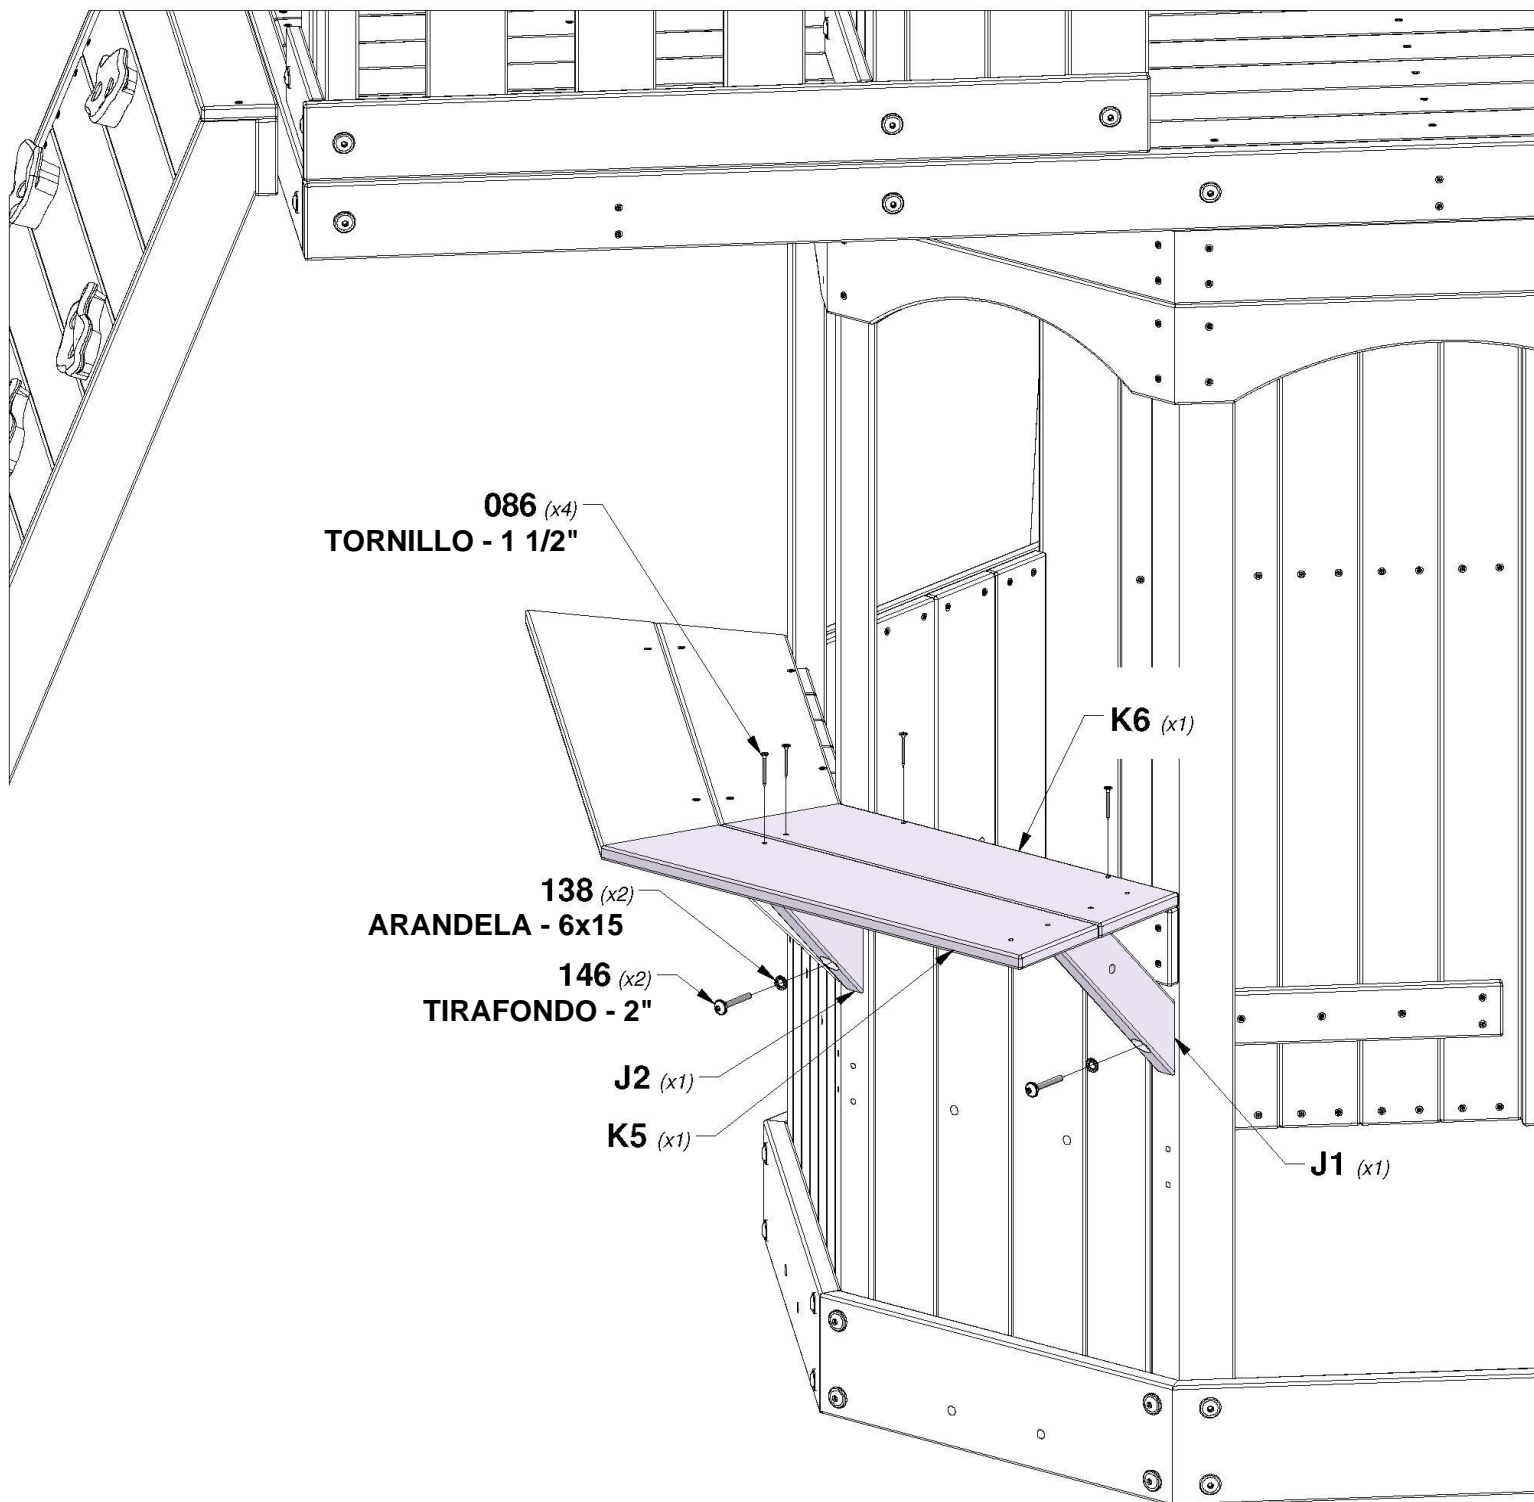 086 (x4)
TORNILLO - 1 1/2"
K6 (x1)
138 (x2)
ARANDELA - 6x15
146 (x2)
TIRAFONDO - 2"
J2 (x1)
K5 (x1)
J1 (x1)